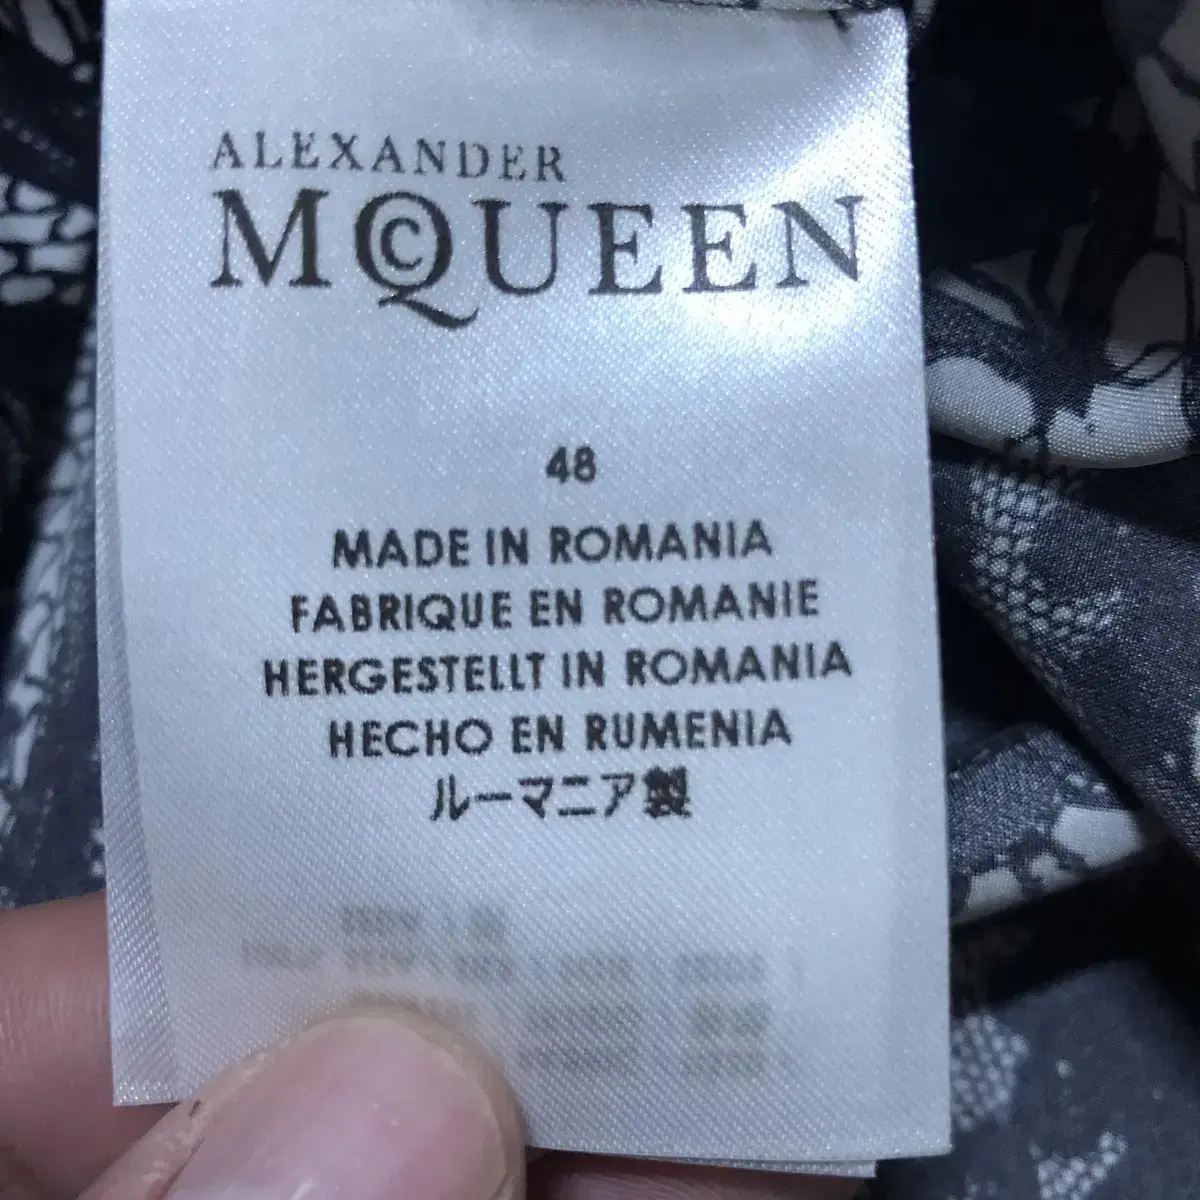 ALEXANDER
MCQUEEN
48
MADE IN ROMANIA
FABRIQUE EN ROMANIE
HERGESTELLT IN ROMANIA
HECHO EN RUMENIA
ルーマニア製